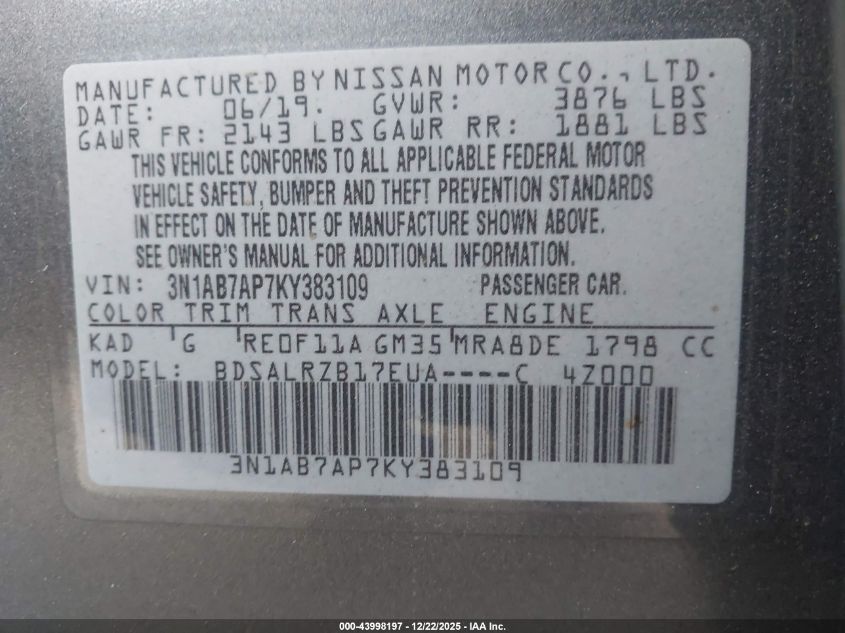 MANUFACTURED BY NISSAN MOTOR CO., LTD.
DATE: 06/19. GVWR: 3876 LBS
GAWR FR: 2143 LBS GAWR RR: 1881 LBS
THIS VEHICLE CONFORMS TO ALL APPLICABLE FEDERAL MOTOR
VEHICLE SAFETY, BUMPER AND THEFT PREVENTION STANDARDS
IN EFFECT ON THE DATE OF MANUFACTURE SHOWN ABOVE.
SEE OWNER'S MANUAL FOR ADDITIONAL INFORMATION.
VIN: 3N1AB7AP7KY383109 PASSENGER CAR.
COLOR TRIM TRANS AXLE ENGINE
KAD G RE0F11A GM35 MRA8DE 1798 CC
MODEL: BDSALRZB17EUA----C 4Z000
3N1AB7AP7KY383109
000-43998197 - 12/22/2025 - IAA Inc.